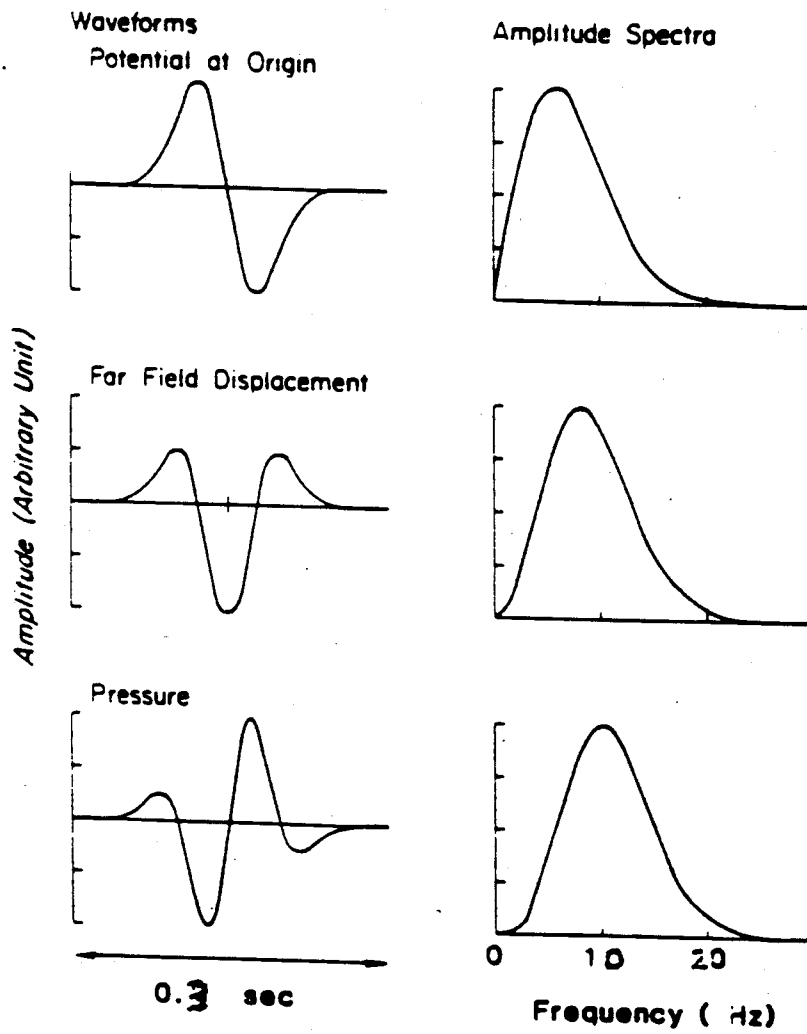 Waveforms
Potential at Origin
Amplitude Spectra
Amplitude (Arbitrary Unit)
Far Field Displacement
Pressure
sec
0 10 20
Frequency ( Hz)